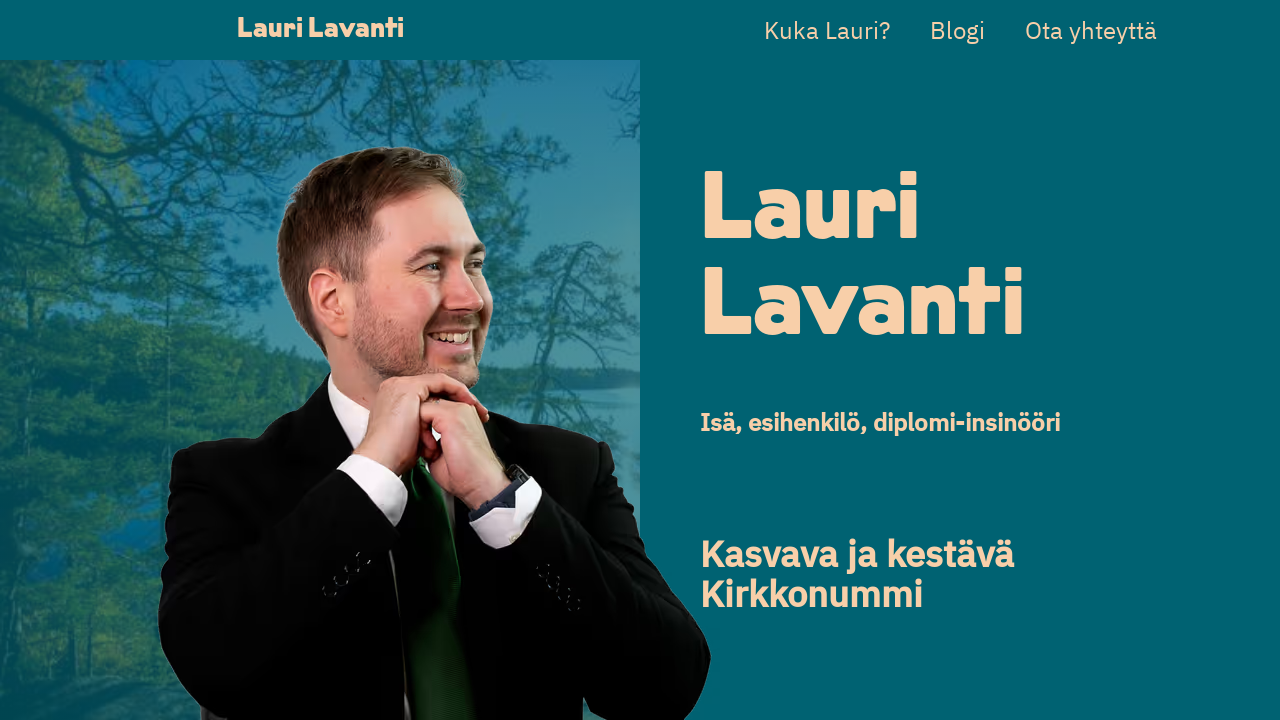 Lauri Lavanti
Kuka Lauri?
Blogi
Ota yhteyttä
Lauri
Lavanti
Isä, esihenkilö, diplomi-insinööri
Kasvava ja kestävä
Kirkkonummi